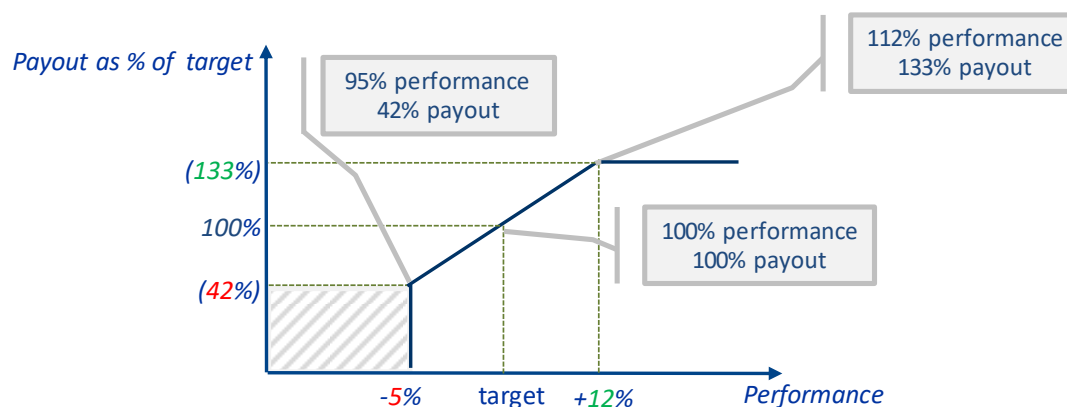 112% performance
133% payout
Payout as % of target
95% performance
42% payout
(133%)
100%
100% performance
100% payout
(42%)
-5%
target
+12%
Performance